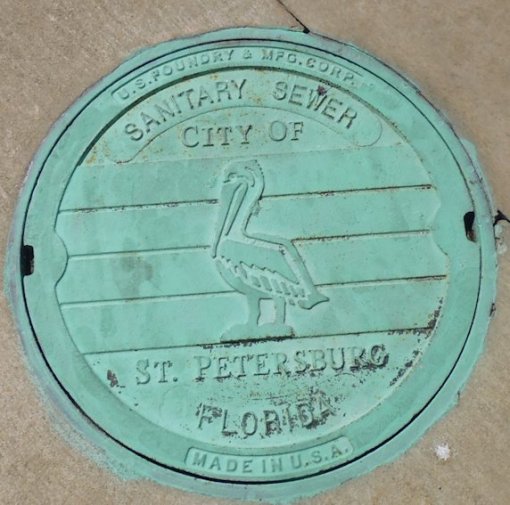 U.S. FOUNDRY & MFG. CORP.
SANITARY SEWER
CITY OF
ST. PETERSBURG
FLORIDA
MADE IN U.S.A.